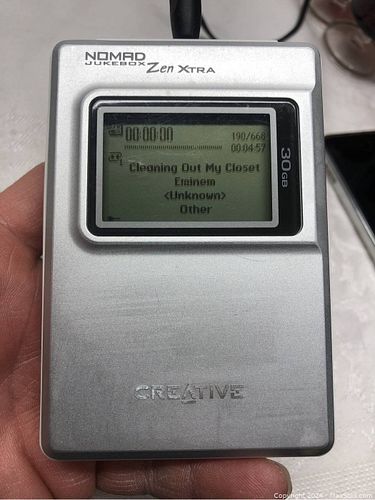 NOMAD
JUKEBOX Zen XTRA
00:00:00 190/668
00:04:57
Cleaning Out My Closet
Eminem
<Unknown>
Other
30GB
CREATIVE